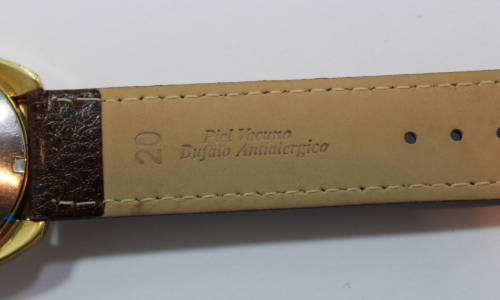 20
Piel Vacuno
Bufalo Antialergico